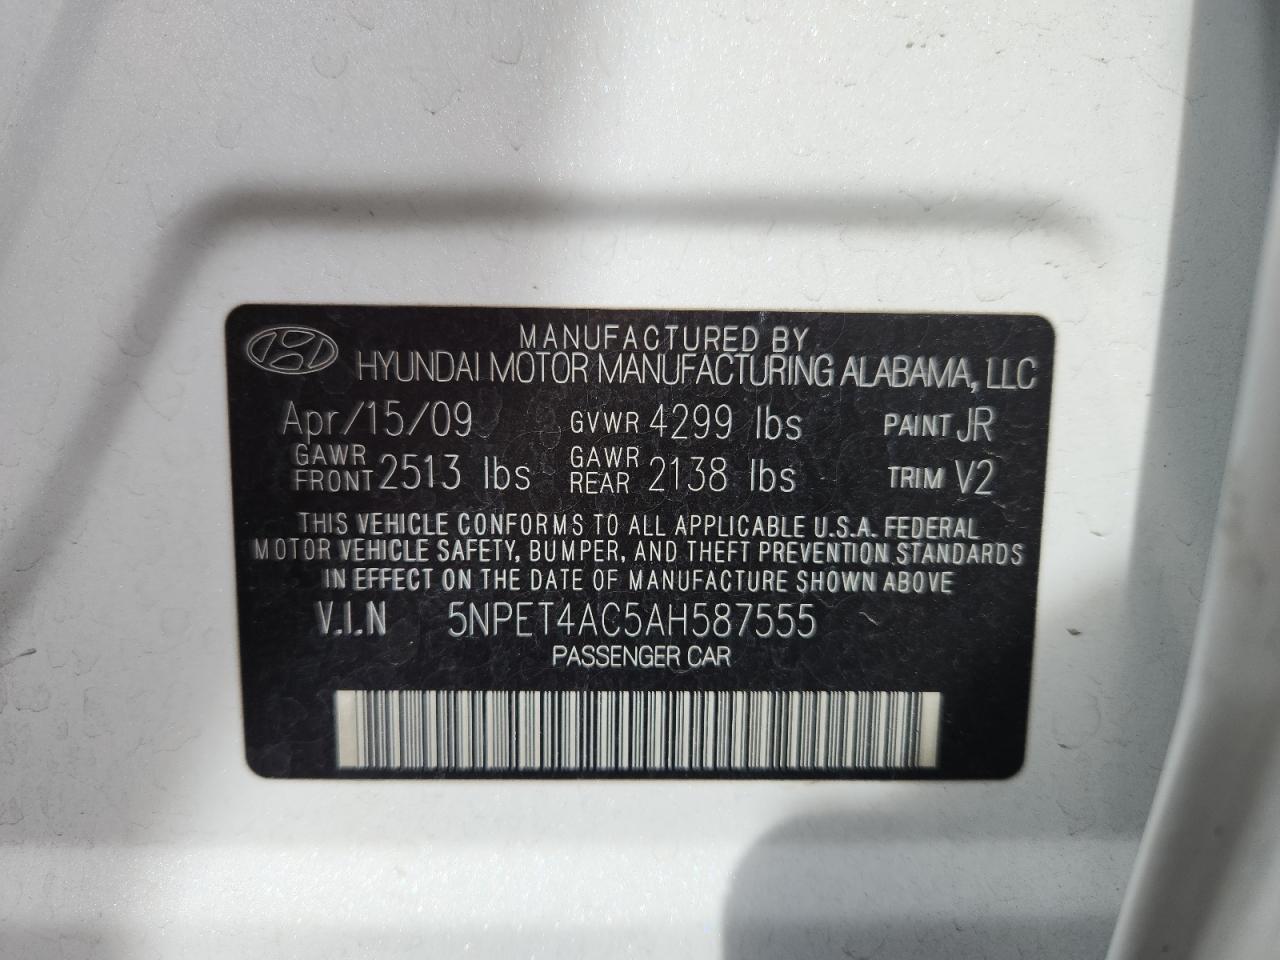 MANUFACTURED BY
HYUNDAI MOTOR MANUFACTURING ALABAMA, LLC
Apr/15/09 GVWR 4299 lbs PAINT JR
GAWR FRONT 2513 lbs GAWR REAR 2138 lbs TRIM V2
THIS VEHICLE CONFORMS TO ALL APPLICABLE U.S.A. FEDERAL
MOTOR VEHICLE SAFETY, BUMPER, AND THEFT PREVENTION STANDARDS
IN EFFECT ON THE DATE OF MANUFACTURE SHOWN ABOVE
V.I.N 5NPET4AC5AH587555
PASSENGER CAR